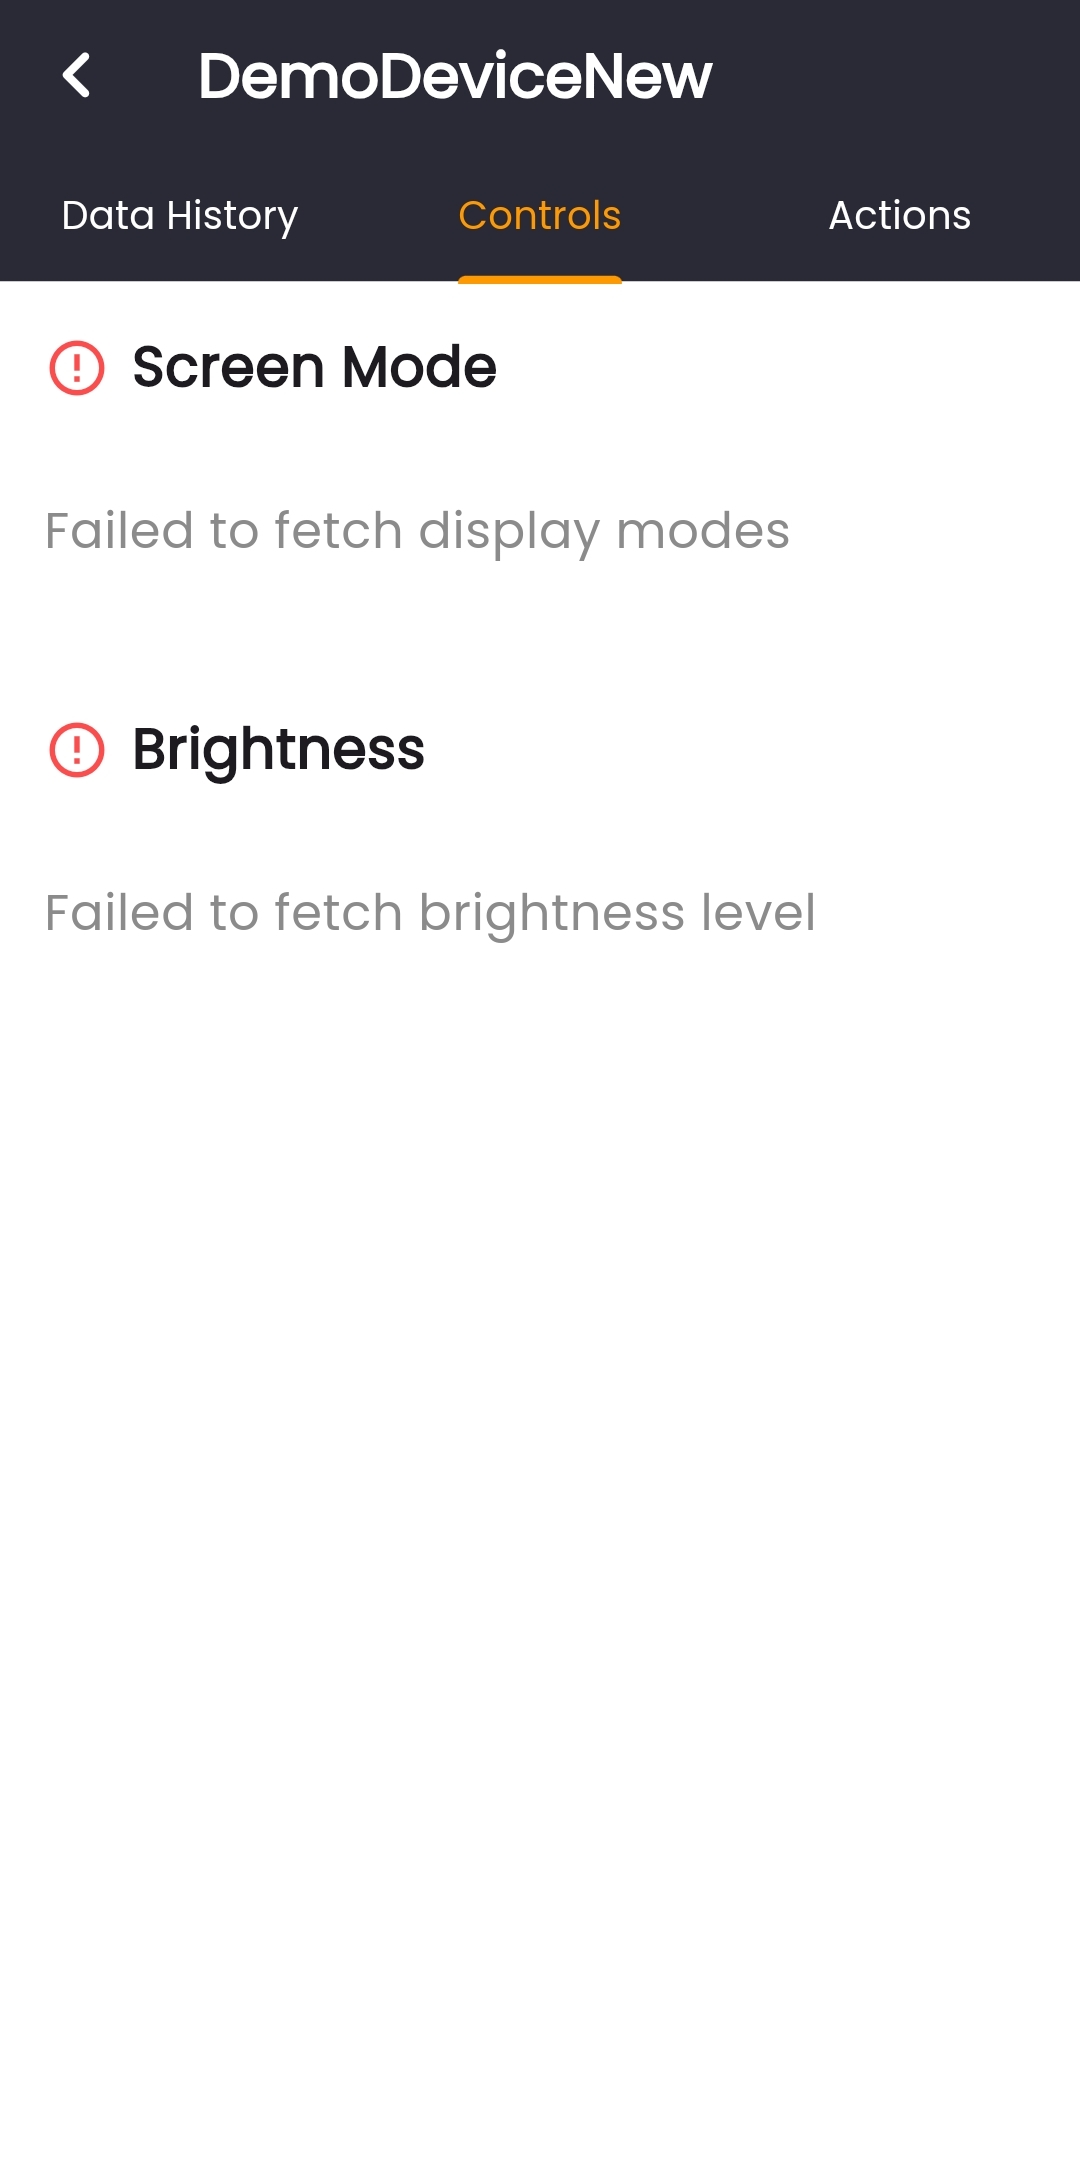 DemoDeviceNew
Data History Controls Actions
Screen Mode
Failed to fetch display modes
Brightness
Failed to fetch brightness level